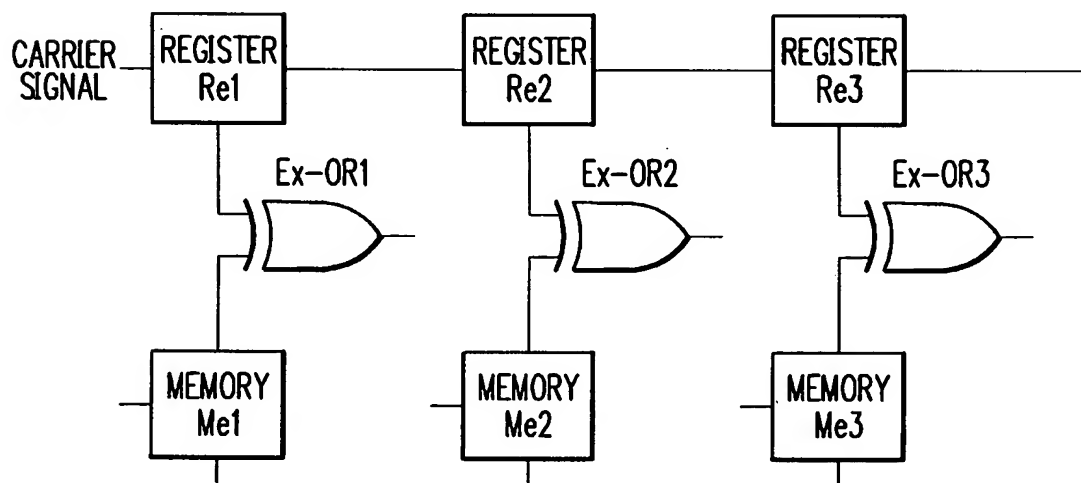 CARRIER
SIGNAL
REGISTER
Re1
REGISTER
Re2
REGISTER
Re3
Ex-OR1
Ex-OR2
Ex-OR3
MEMORY
Me1
MEMORY
Me2
MEMORY
Me3